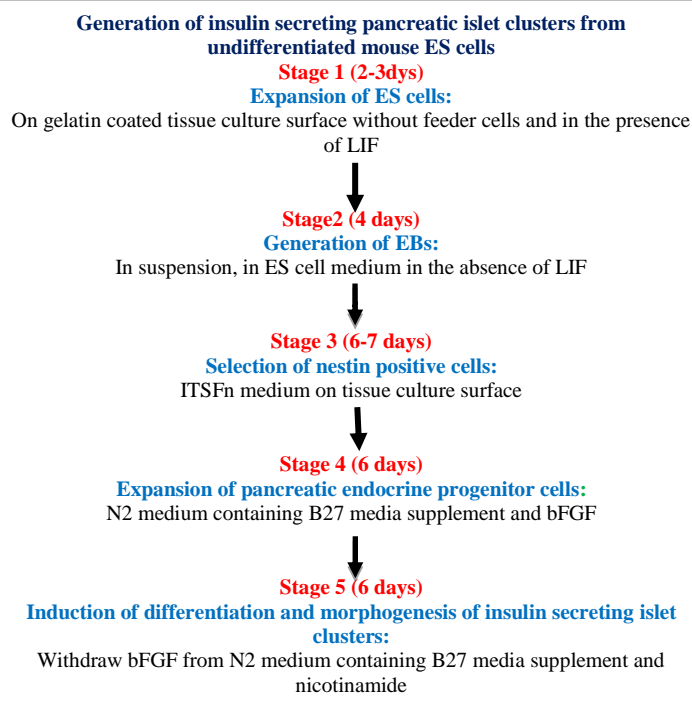 Generation of insulin secreting pancreatic islet clusters from
undifferentiated mouse ES cells
Stage 1 (2-3dys)
Expansion of ES cells:
On gelatin coated tissue culture surface without feeder cells and in the presence
of LIF
Stage2 (4 days)
Generation of EBs:
In suspension, in ES cell medium in the absence of LIF
Stage 3 (6-7 days)
Selection of nestin positive cells:
ITSFn medium on tissue culture surface
Stage 4 (6 days)
Expansion of pancreatic endocrine progenitor cells:
N2 medium containing B27 media supplement and bFGF
Stage 5 (6 days)
Induction of differentiation and morphogenesis of insulin secreting islet
clusters:
Withdraw bFGF from N2 medium containing B27 media supplement and
nicotinamide